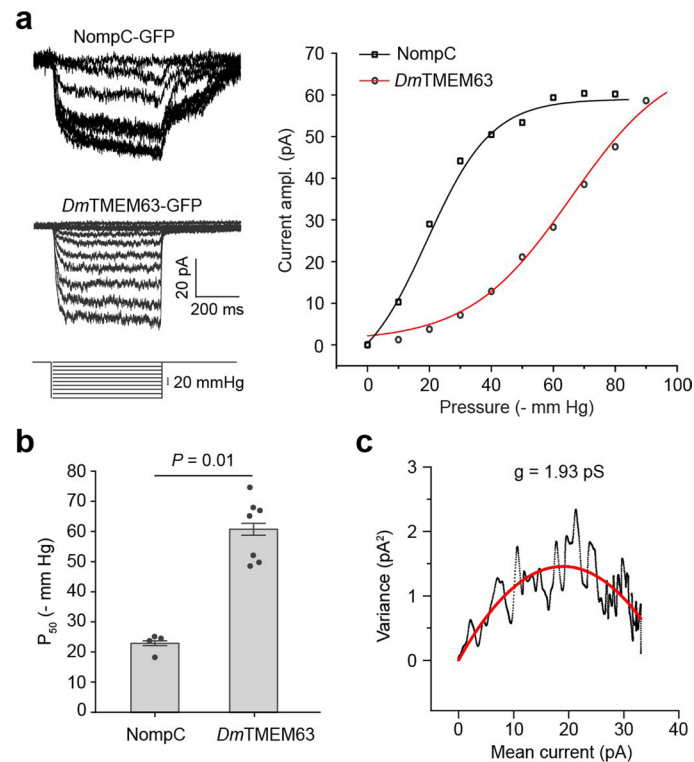 a
NompC-GFP
DmTMEM63-GFP
20 pA
200 ms
20 mmHg
NompC
DmTMEM63
Current ampl. (pA)
70
60
50
40
30
20
10
0
0 20 40 60 80 100
Pressure (- mm Hg)
b
P = 0.01
P50 (- mm Hg)
80
70
60
50
40
30
20
10
0
NompC DmTMEM63
c
g = 1.93 pS
Variance (pA²)
3
2
1
0
0 10 20 30 40
Mean current (pA)